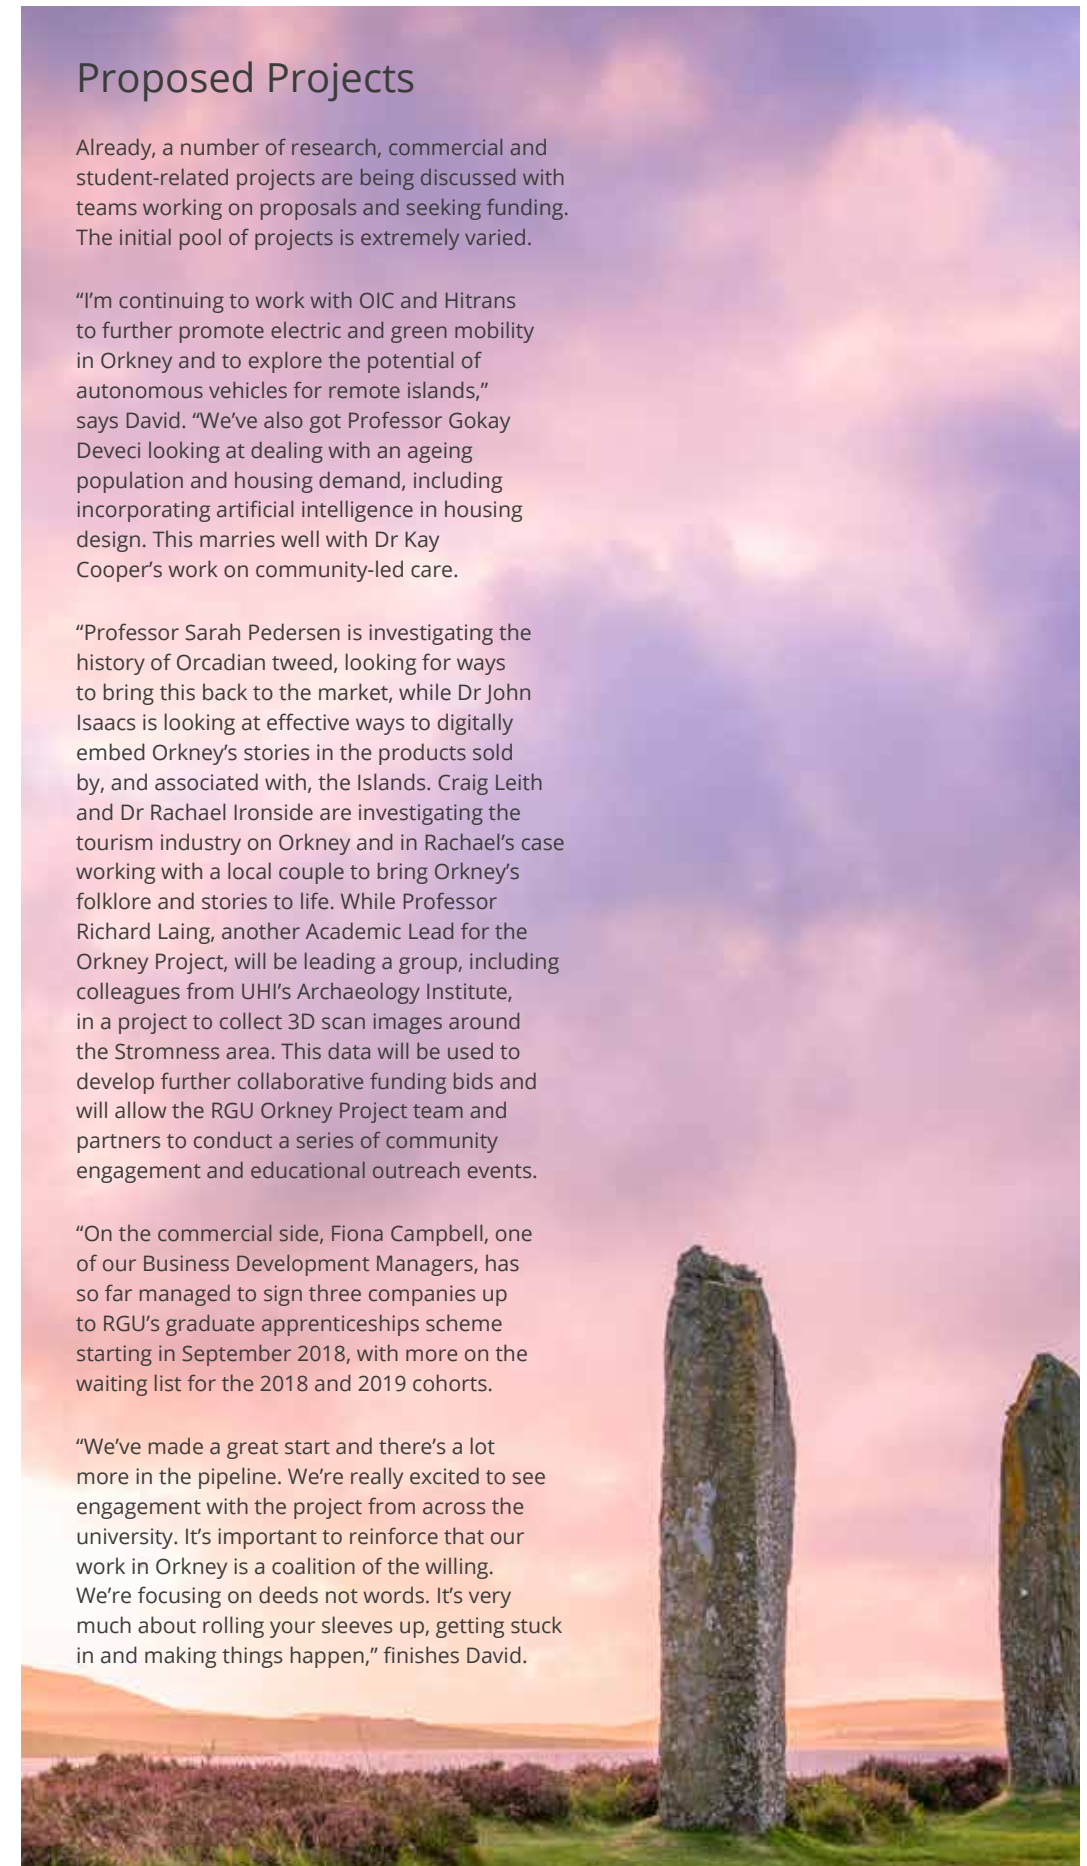 Proposed Projects
Already, a number of research, commercial and
student-related projects are being discussed with
teams working on proposals and seeking funding.
The initial pool of projects is extremely varied.
“I’m continuing to work with OIC and Hitrans
to further promote electric and green mobility
in Orkney and to explore the potential of
autonomous vehicles for remote islands,”
says David. “We’ve also got Professor Gokay
Deveci looking at dealing with an ageing
population and housing demand, including
incorporating artificial intelligence in housing
design. This marries well with Dr Kay
Cooper’s work on community-led care.
“Professor Sarah Pedersen is investigating the
history of Orcadian tweed, looking for ways
to bring this back to the market, while Dr John
Isaacs is looking at effective ways to digitally
embed Orkney’s stories in the products sold
by, and associated with, the Islands. Craig Leith
and Dr Rachael Ironside are investigating the
tourism industry on Orkney and in Rachael’s case
working with a local couple to bring Orkney’s
folklore and stories to life. While Professor
Richard Laing, another Academic Lead for the
Orkney Project, will be leading a group, including
colleagues from UHI’s Archaeology Institute,
in a project to collect 3D scan images around
the Stromness area. This data will be used to
develop further collaborative funding bids and
will allow the RGU Orkney Project team and
partners to conduct a series of community
engagement and educational outreach events.
“On the commercial side, Fiona Campbell, one
of our Business Development Managers, has
so far managed to sign three companies up
to RGU’s graduate apprenticeships scheme
starting in September 2018, with more on the
waiting list for the 2018 and 2019 cohorts.
“We’ve made a great start and there’s a lot
more in the pipeline. We’re really excited to see
engagement with the project from across the
university. It’s important to reinforce that our
work in Orkney is a coalition of the willing.
We’re focusing on deeds not words. It’s very
much about rolling your sleeves up, getting stuck
in and making things happen,” finishes David.